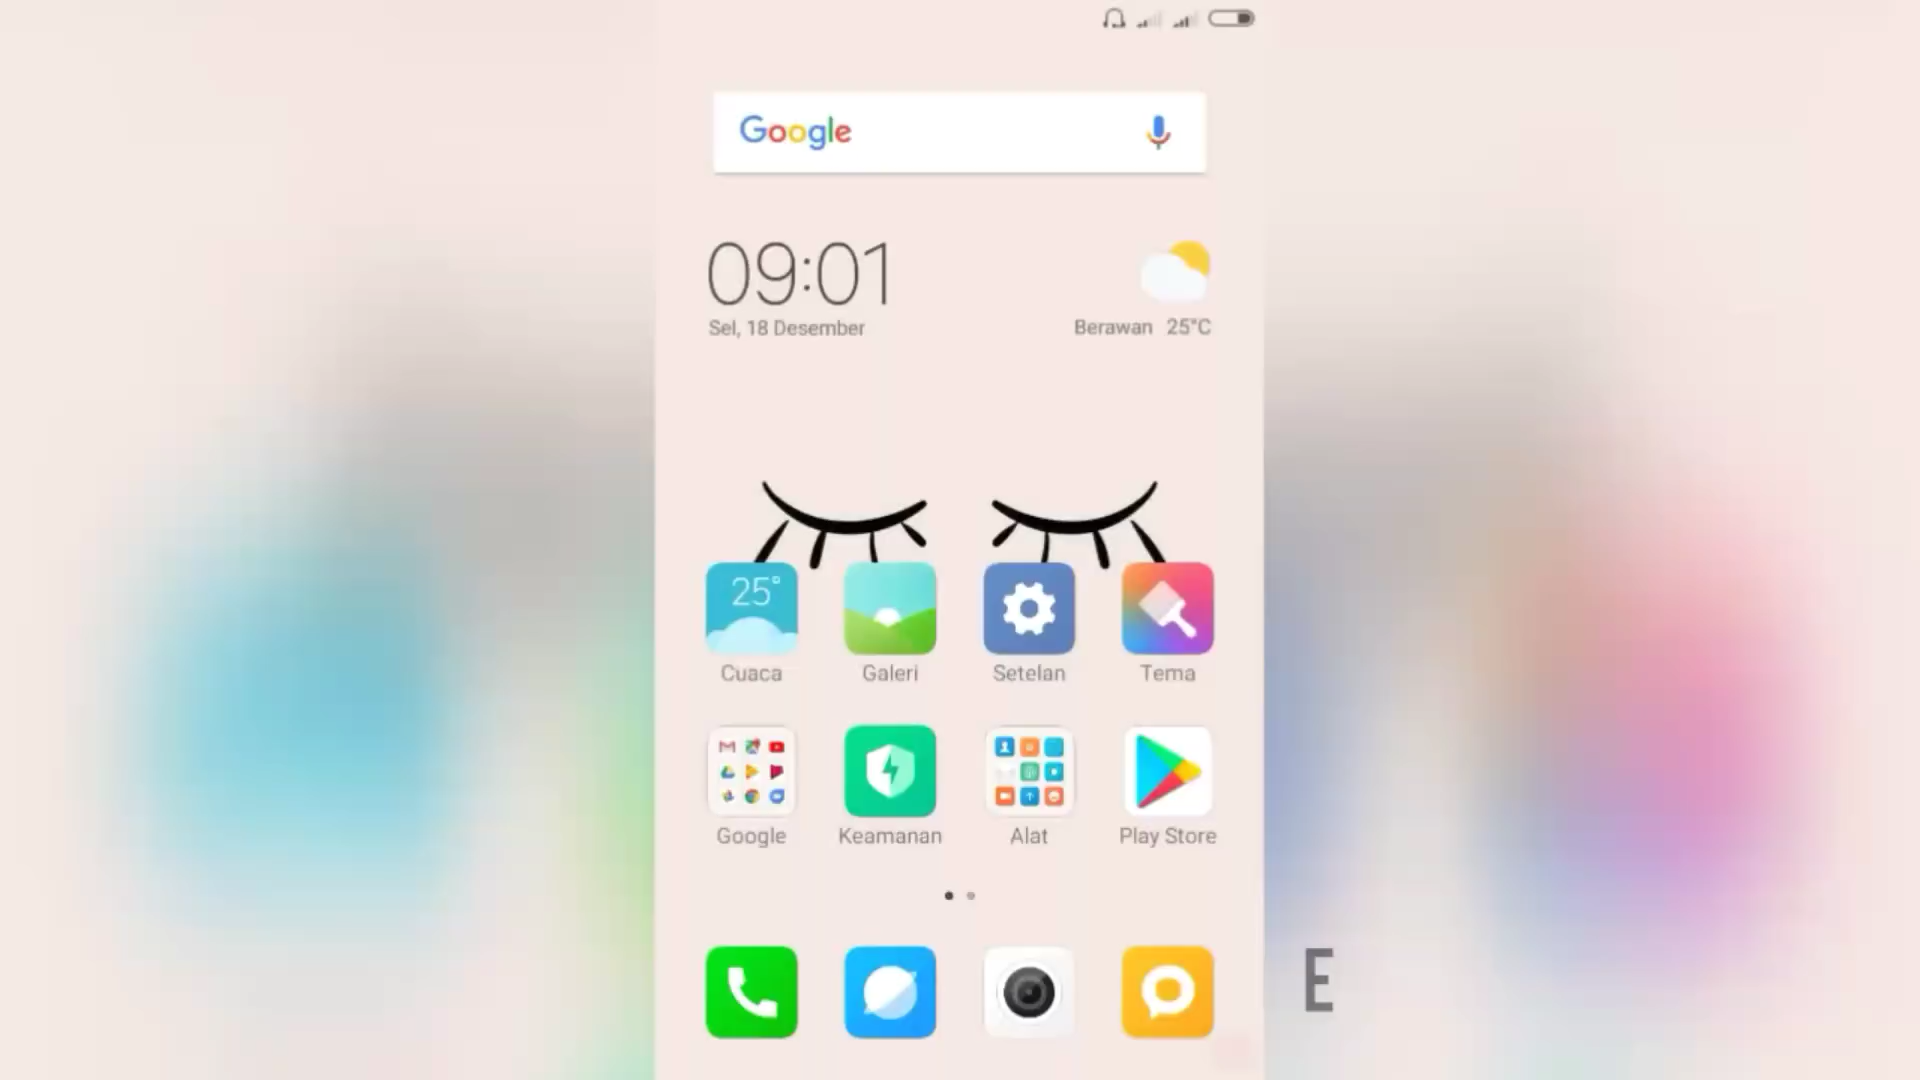 Google
09:01
Sel, 18 Desember
Berawan 25°C
25°
Cuaca
Galeri
Setelan
Tema
Google
Keamanan
Alat
Play Store
E